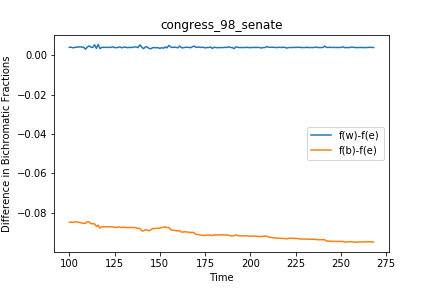 congress_98_senate
Difference in Bichromatic Fractions
0.00
−0.02
−0.04
−0.06
−0.08
f(w)-f(e)
f(b)-f(e)
100
125
150
175
200
225
250
275
Time